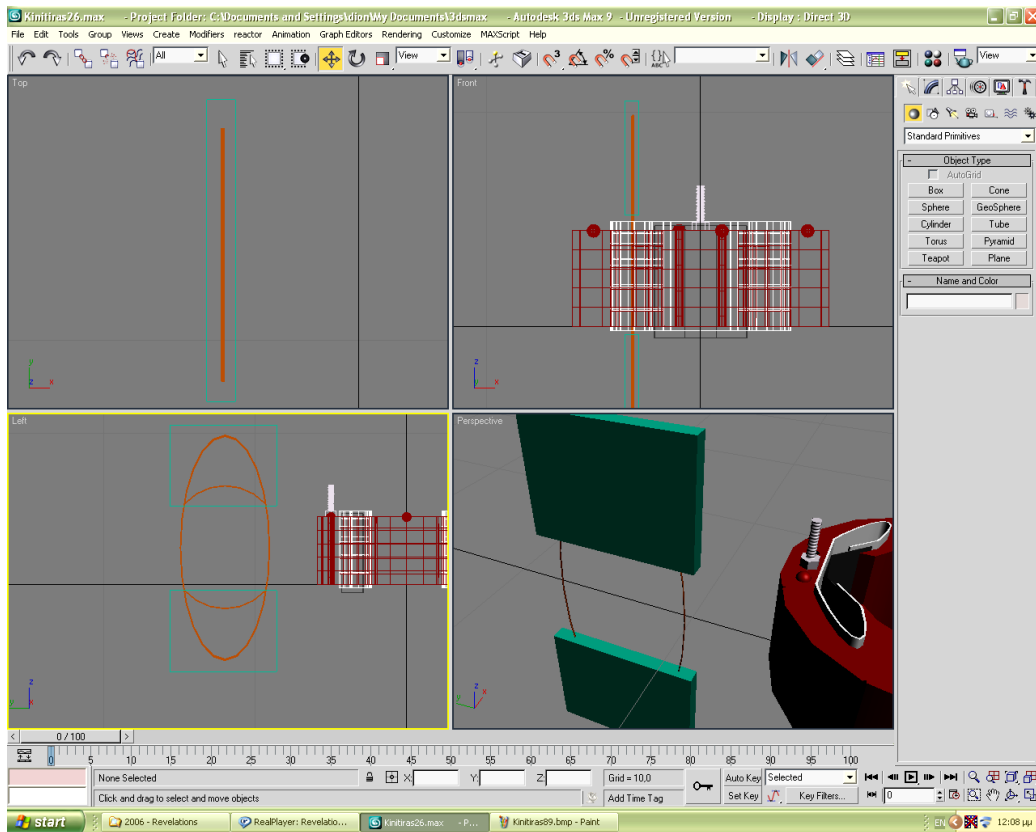 Kinitiras26.max - Project Folder: C:\Documents and Settings\dion\My Documents\3dsmax - Autodesk 3ds Max 9 - Unregistered Version - Display : Direct 3D
File Edit Tools Group Views Create Modifiers reactor Animation Graph Editors Rendering Customize MAXScript Help
All View View
Top Front
Standard Primitives
- Object Type
AutoGrid
Box Cone
Sphere GeoSphere
Cylinder Tube
Torus Pyramid
Teapot Plane
- Name and Color
y
z x
z
x
Left Perspective
z
y x
z
y x
< 0 / 100 >
0 5 10 15 20 25 30 35 40 45 50 55 60 65 70 75 80 85 90 95 100
None Selected X: Y: Z: Grid = 10,0 Auto Key Selected
Click and drag to select and move objects Add Time Tag Set Key Key Filters... 0
start 2006 - Revelations RealPlayer: Revelatio... Kinitiras26.max - P... Kinitiras89.bmp - Paint EN 12:08 μμ